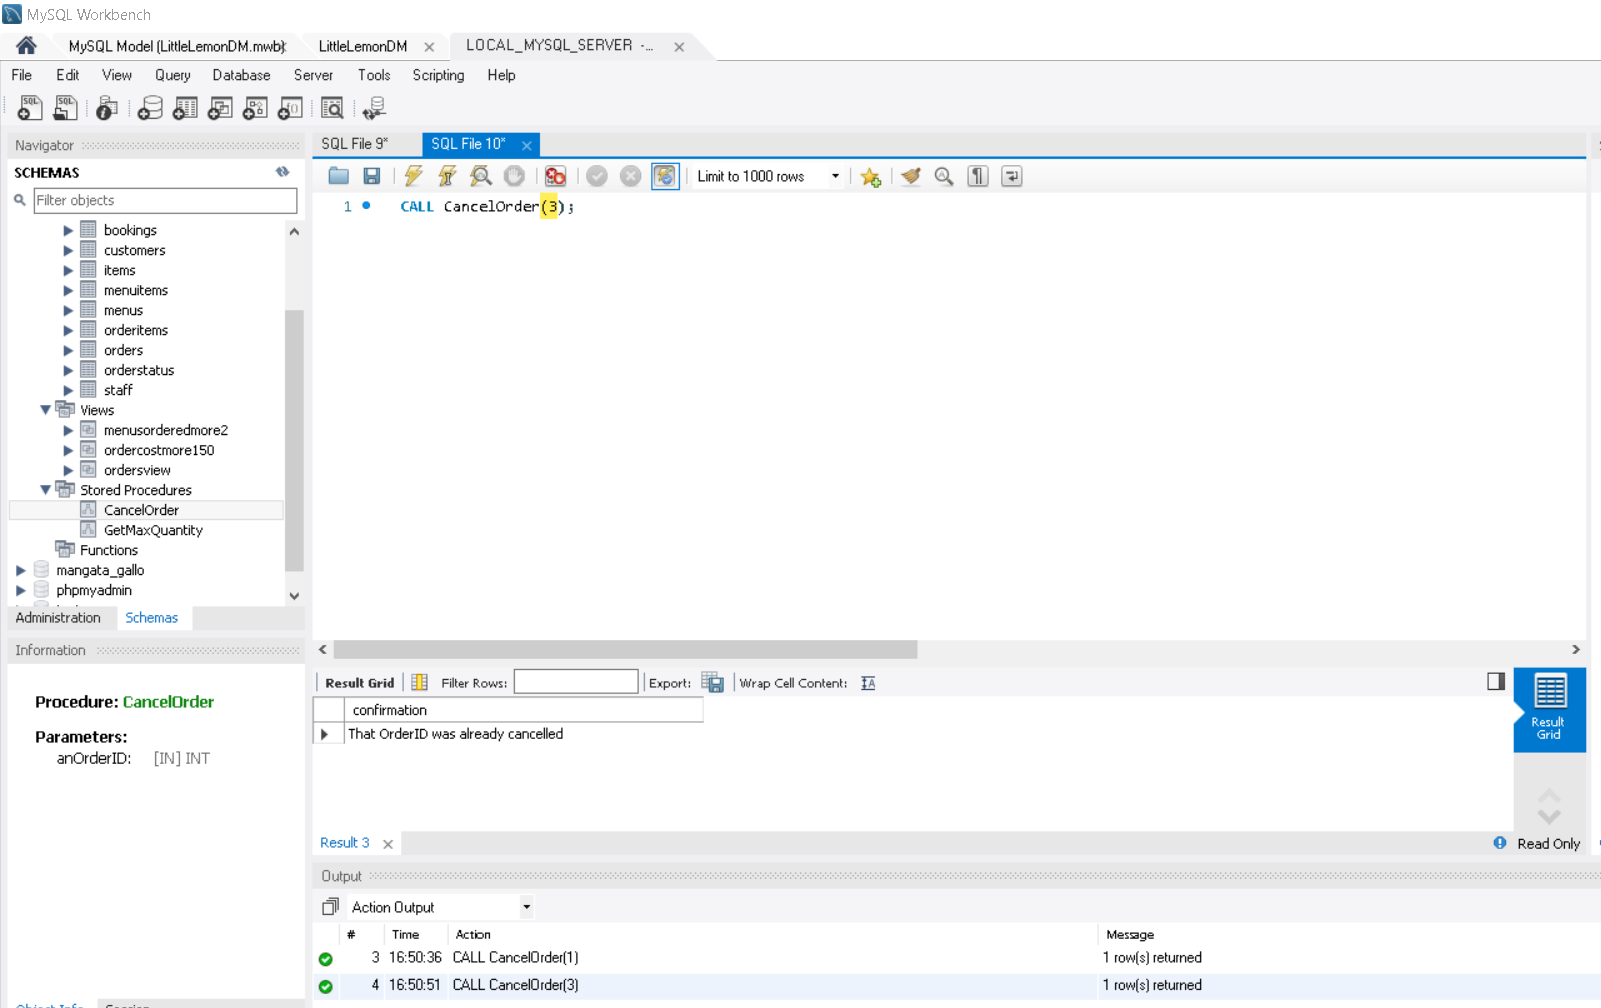 MySQL Workbench
MySQL Model (LittleLemonDM.mwb)
LittleLemonDM
LOCAL_MYSQL_SERVER -...
File Edit View Query Database Server Tools Scripting Help
Navigator
SCHEMAS
Filter objects
bookings
customers
items
menuitems
menus
orderitems
orders
orderstatus
staff
Views
menusorderedmore2
ordercostmore150
ordersview
Stored Procedures
CancelOrder
GetMaxQuantity
Functions
mangata_gallo
phpmyadmin
Administration Schemas
Information
Procedure: CancelOrder
Parameters:
anOrderID: [IN] INT
Object Info Session
SQL File 9* SQL File 10*
Limit to 1000 rows
1 CALL CancelOrder(3);
Result Grid Filter Rows: Export: Wrap Cell Content:
confirmation
That OrderID was already cancelled
Result
Grid
Result 3
Read Only
Output
Action Output
# Time Action Message
3 16:50:36 CALL CancelOrder(1) 1 row(s) returned
4 16:50:51 CALL CancelOrder(3) 1 row(s) returned